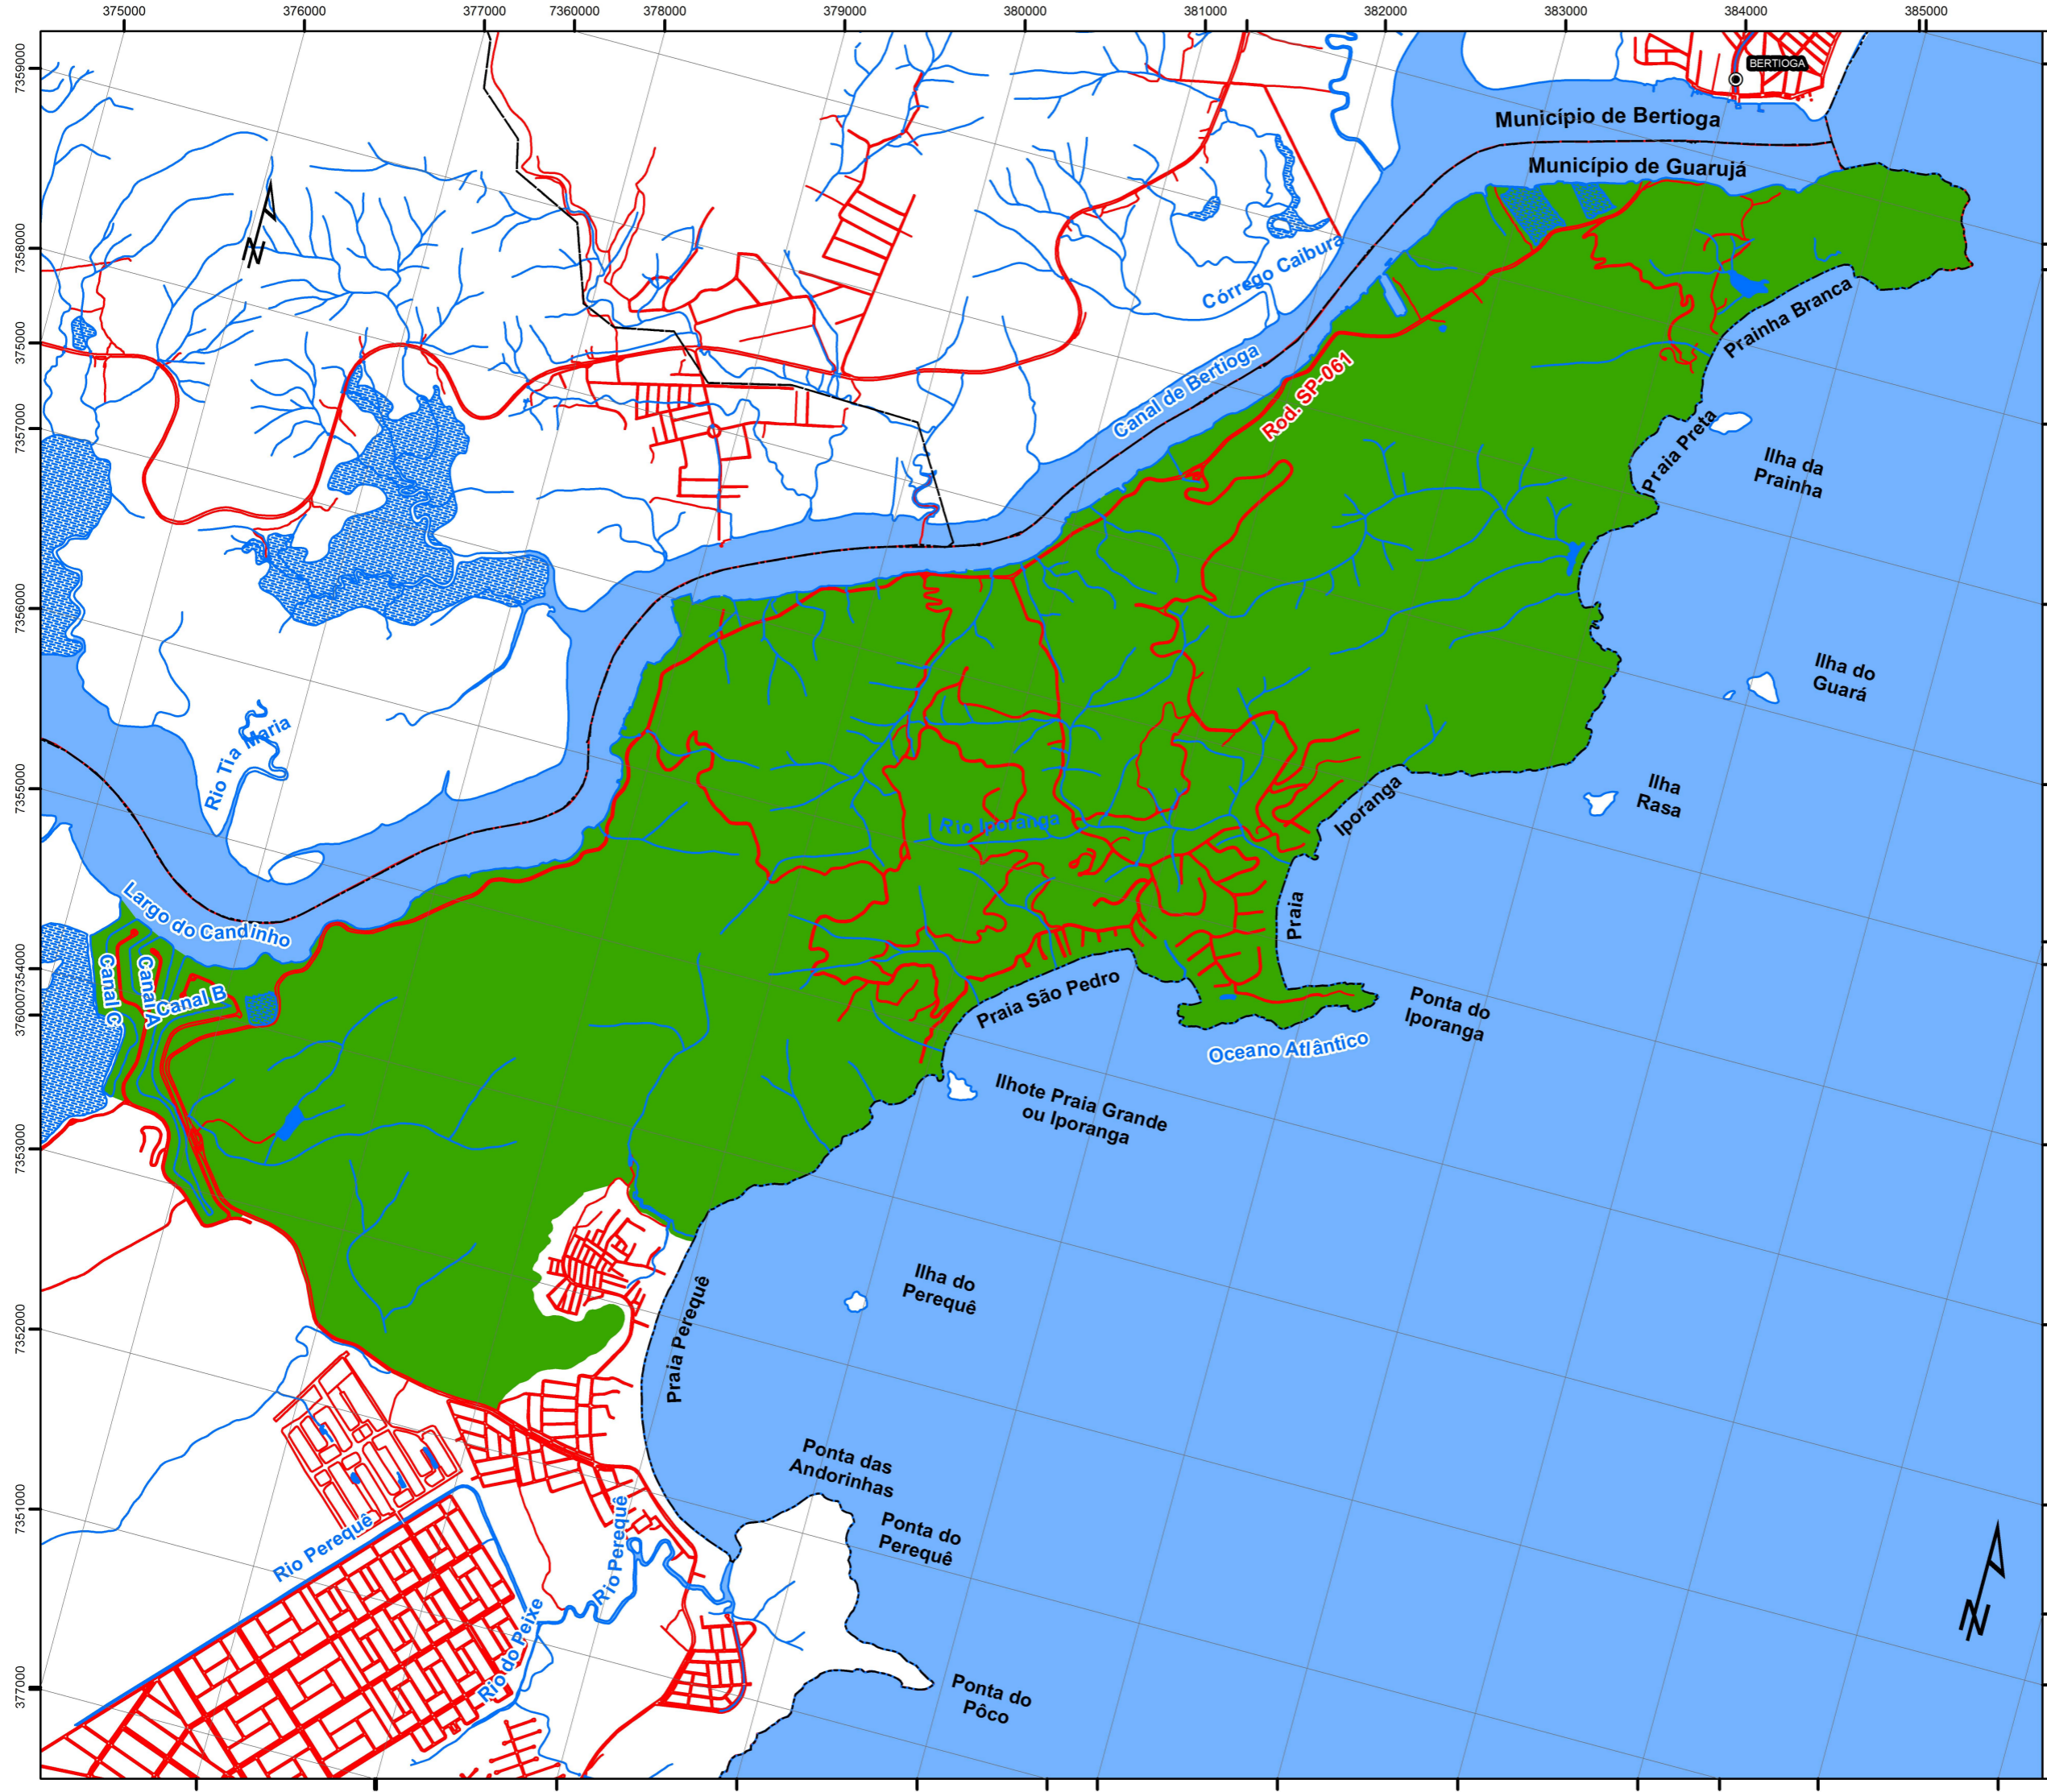 375000
376000
377000
7360000
378000
379000
380000
381000
382000
383000
384000
385000
7359000
7358000
375000
7357000
7356000
7355000
7354000
376000
7353000
7352000
7351000
377000
BERTIOGA
Município de Bertioga
Município de Guarujá
N
Córrego Caibura
Prainha Branca
Canal de Bertioga
Rod. SP-061
Praia Preta
Ilha da
Prainha
Ilha do
Guará
Rio Tia Maria
Ilha
Rasa
Iporanga
Rio Iporanga
Praia
Largo do Candinho
Canal C
Canal A
Canal B
Praia São Pedro
Ponta do
Iporanga
Oceano Atlântico
Ilhote Praia Grande
ou Iporanga
Ilha do
Perequê
Praia Perequê
Ponta das
Andorinhas
Ponta do
Perequê
Rio Perequê
Rio Perequê
Rio do Peixe
N
Ponta do
Pôco